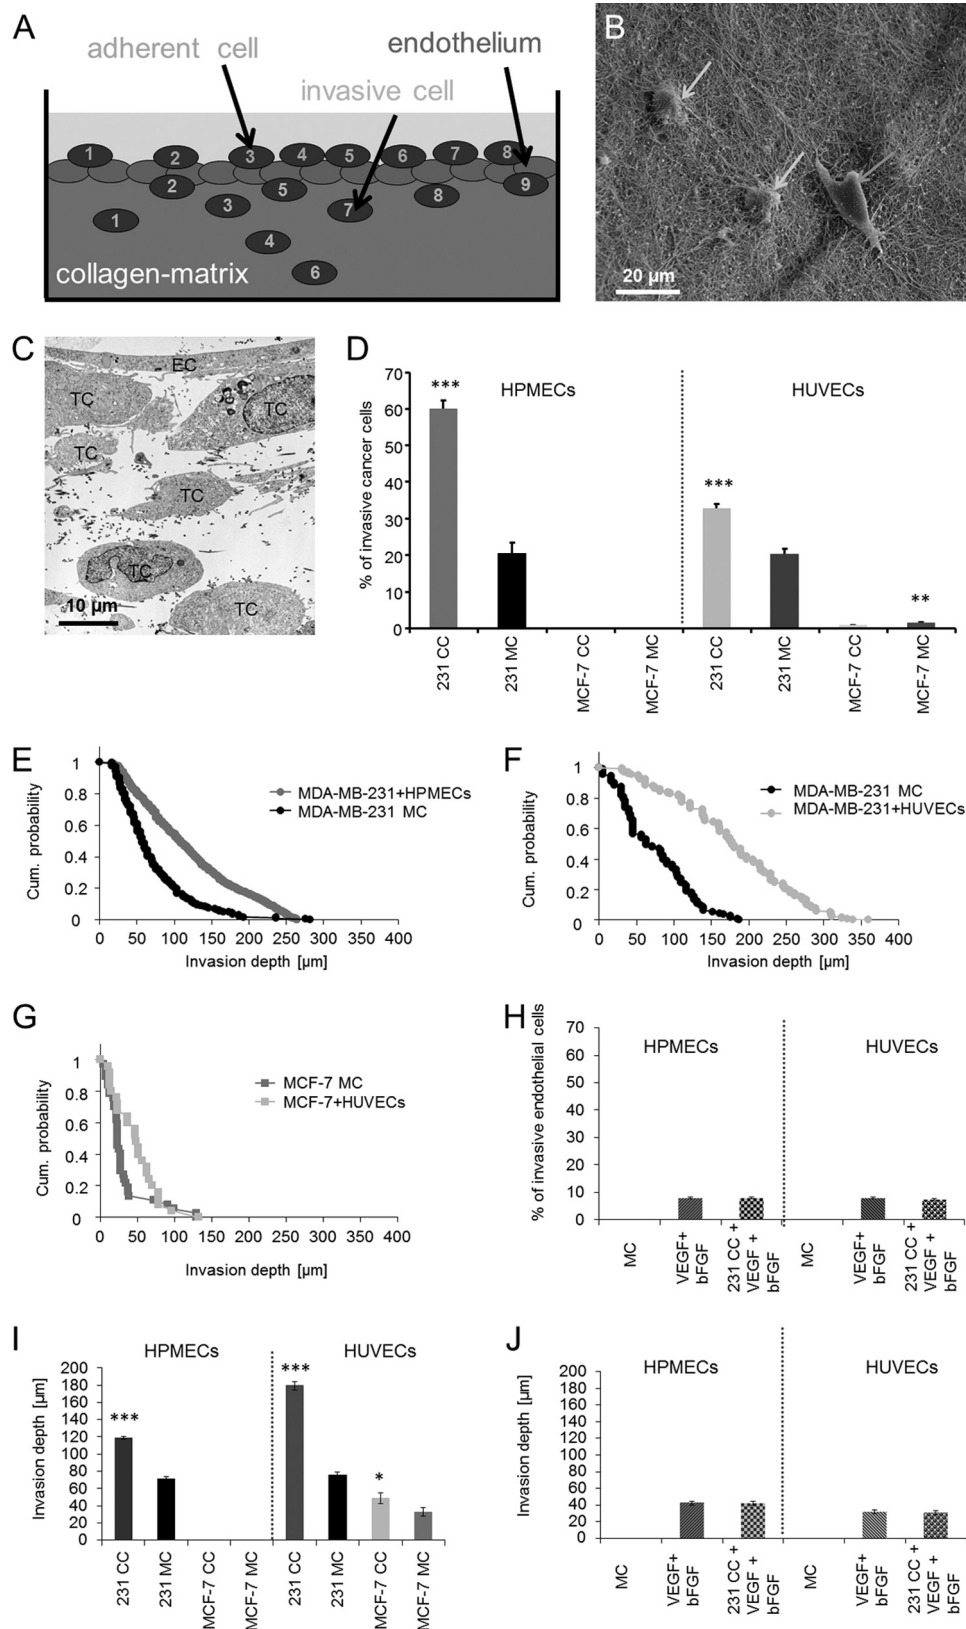 A
adherent cell
endothelium
invasive cell
1 2 3 4 5 6 7 8
2 5 9
1 3 7 8
4
6
collagen-matrix
B
20 µm
C
EC
TC
TC
TC
TC
TC
TC
10 µm
D
% of invasive cancer cells
70
60
50
40
30
20
10
0
HPMECs
HUVECs
***
***
**
231 CC
231 MC
MCF-7 CC
MCF-7 MC
231 CC
231 MC
MCF-7 CC
MCF-7 MC
E
Cum. probability
1
0.8
0.6
0.4
0.2
0
0 50 100 150 200 250 300 350 400
Invasion depth [µm]
MDA-MB-231+HPMECs
MDA-MB-231 MC
F
Cum. probability
1
0.8
0.6
0.4
0.2
0
0 50 100 150 200 250 300 350 400
Invasion depth [µm]
MDA-MB-231 MC
MDA-MB-231+HUVECs
G
Cum. probability
1
0.8
0.6
0.4
0.2
0
0 50 100 150 200 250 300 350 400
Invasion depth [µm]
MCF-7 MC
MCF-7+HUVECs
H
% of invasive endothelial cells
70
60
50
40
30
20
10
0
HPMECs
HUVECs
MC
VEGF+
bFGF
231 CC +
VEGF +
bFGF
MC
VEGF+
bFGF
231 CC +
VEGF +
bFGF
I
Invasion depth [µm]
200
180
160
140
120
100
80
60
40
20
0
HPMECs
HUVECs
***
***
*
231 CC
231 MC
MCF-7 CC
MCF-7 MC
231 CC
231 MC
MCF-7 CC
MCF-7 MC
J
Invasion depth [µm]
200
180
160
140
120
100
80
60
40
20
0
HPMECs
HUVECs
MC
VEGF+
bFGF
231 CC +
VEGF +
bFGF
MC
VEGF+
bFGF
231 CC +
VEGF +
bFGF